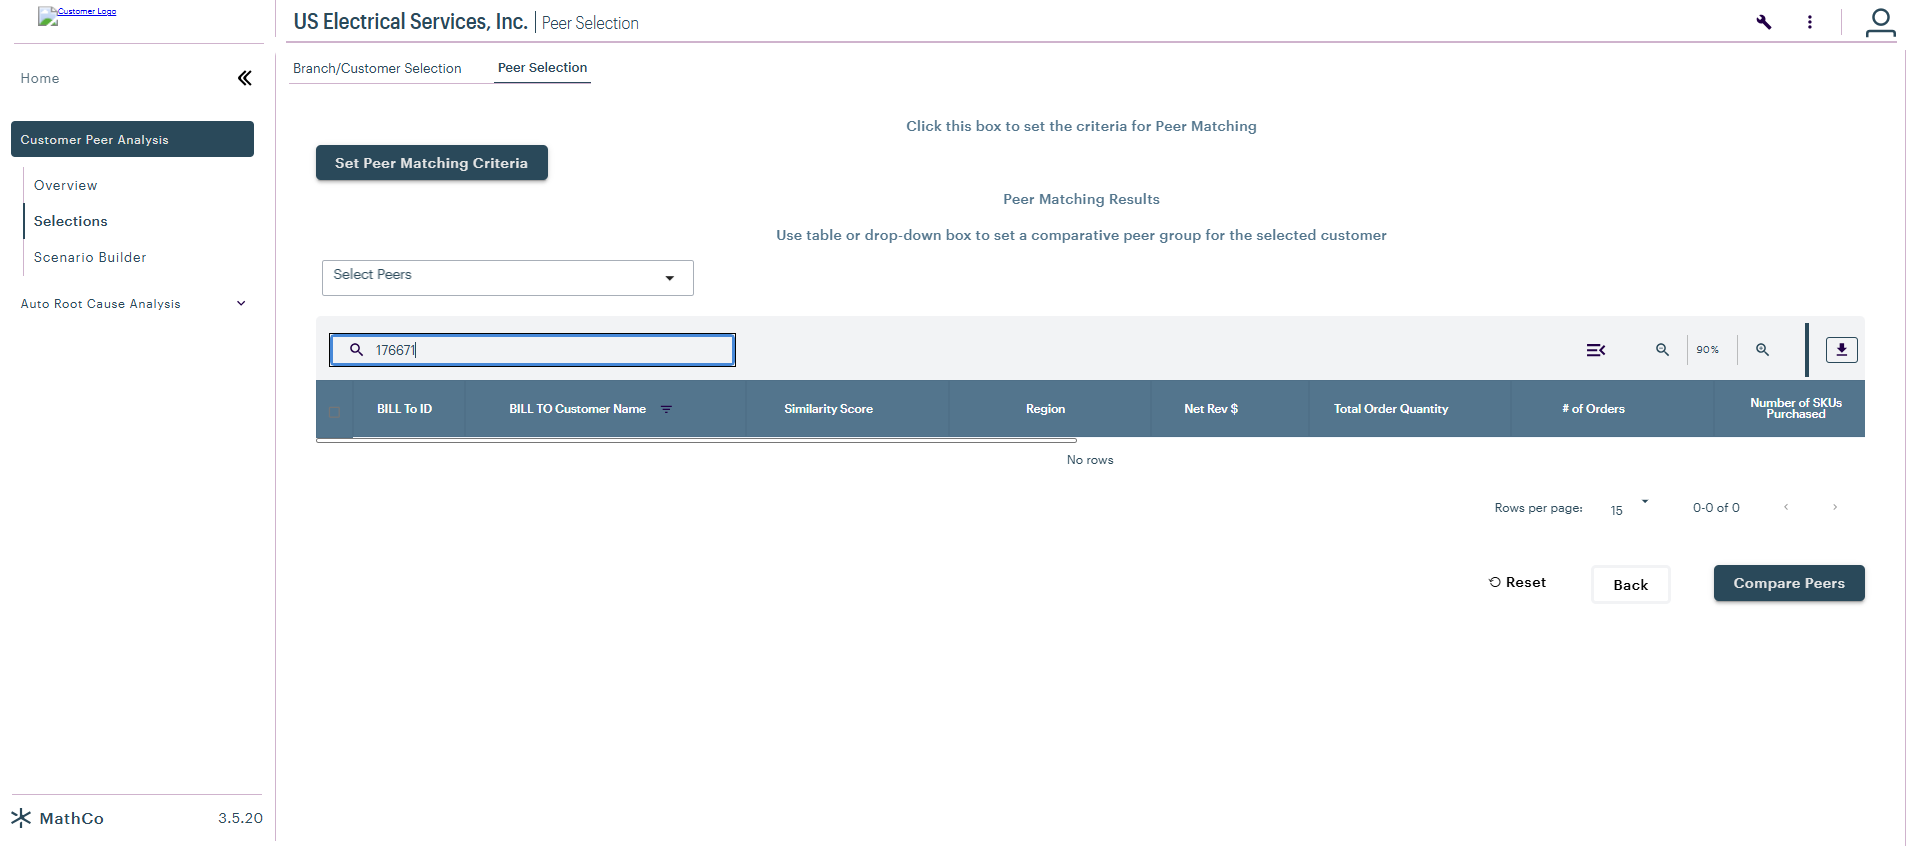 Customer Logo
US Electrical Services, Inc. | Peer Selection
Home
Branch/Customer Selection
Peer Selection
Customer Peer Analysis
Overview
Selections
Scenario Builder
Auto Root Cause Analysis
Click this box to set the criteria for Peer Matching
Set Peer Matching Criteria
Peer Matching Results
Use table or drop-down box to set a comparative peer group for the selected customer
Select Peers
176671
90%
BILL To ID
BILL TO Customer Name
Similarity Score
Region
Net Rev $
Total Order Quantity
# of Orders
Number of SKUs
Purchased
No rows
Rows per page:
15
0-0 of 0
Reset
Back
Compare Peers
MathCo
3.5.20